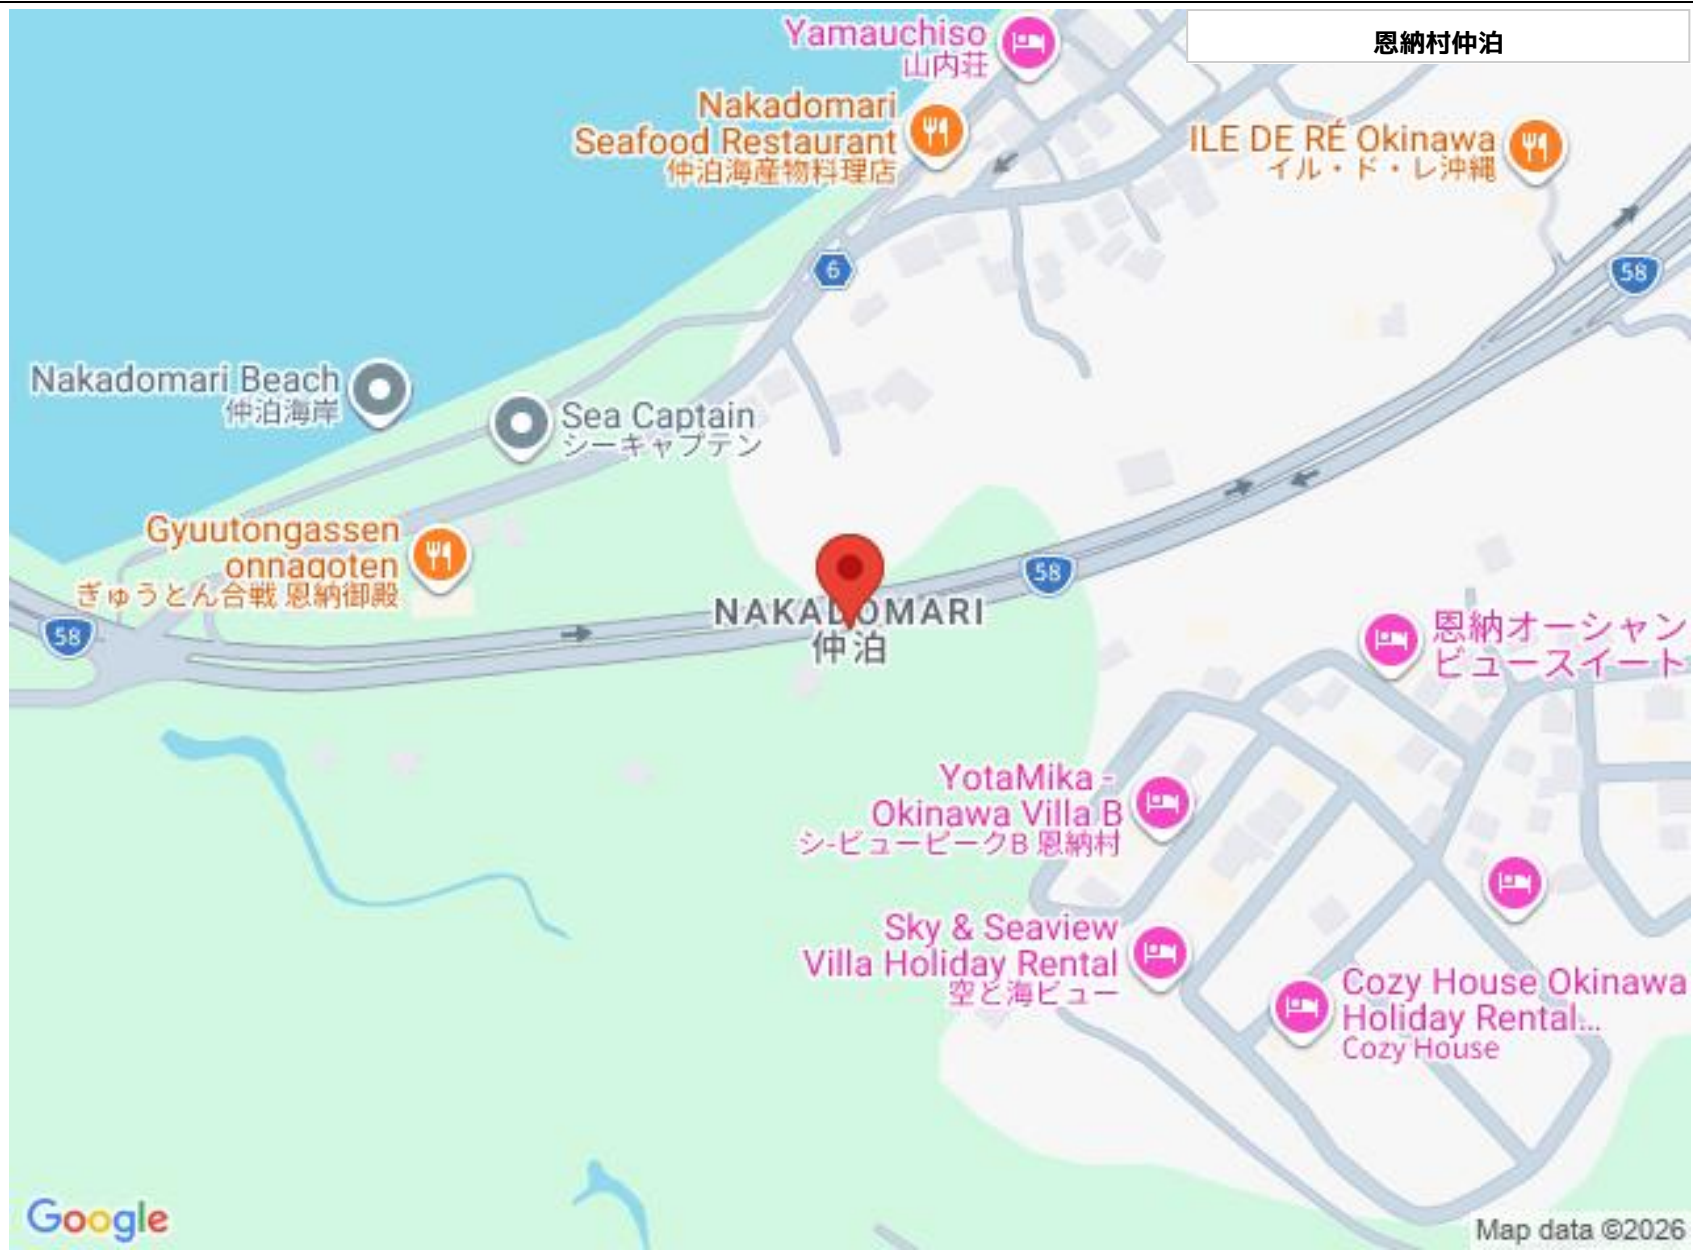 恩納村仲泊
Yamauchiso
山内荘
Nakadomari
Seafood Restaurant
仲泊海産物料理店
ILE DE RÉ Okinawa
イル・ド・レ沖縄
6
58
Nakadomari Beach
仲泊海岸
Sea Captain
シーキャプテン
Gyuutongassen
onnagoten
ぎゅうとん合戦 恩納御殿
58
58
NAKADOMARI
仲泊
恩納オーシャン
ビュースイート
YotaMika -
Okinawa Villa B
シ-ビューピークB 恩納村
Sky & Seaview
Villa Holiday Rental
空と海ビュー
Cozy House Okinawa
Holiday Rental...
Cozy House
Google
Map data ©2026